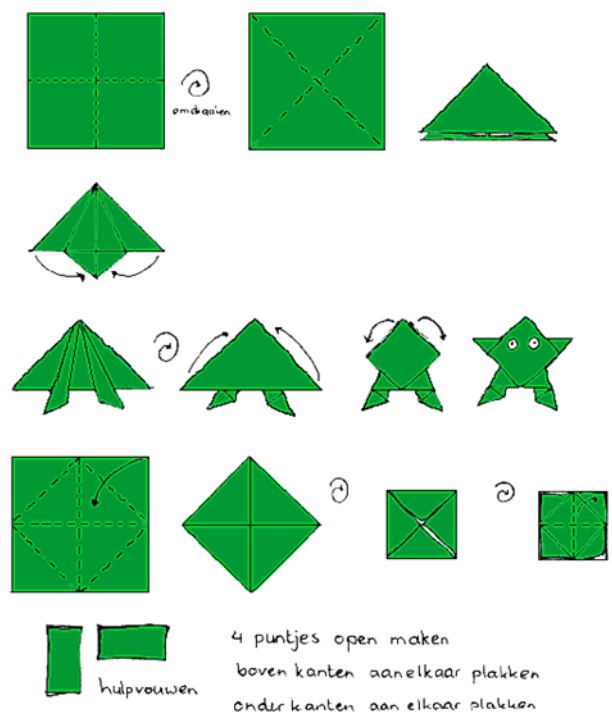 omdraaien
4 puntjes open maken
boven kanten aanelkaar plakken
hulpvouwen
onder kanten aan elkaar plakken